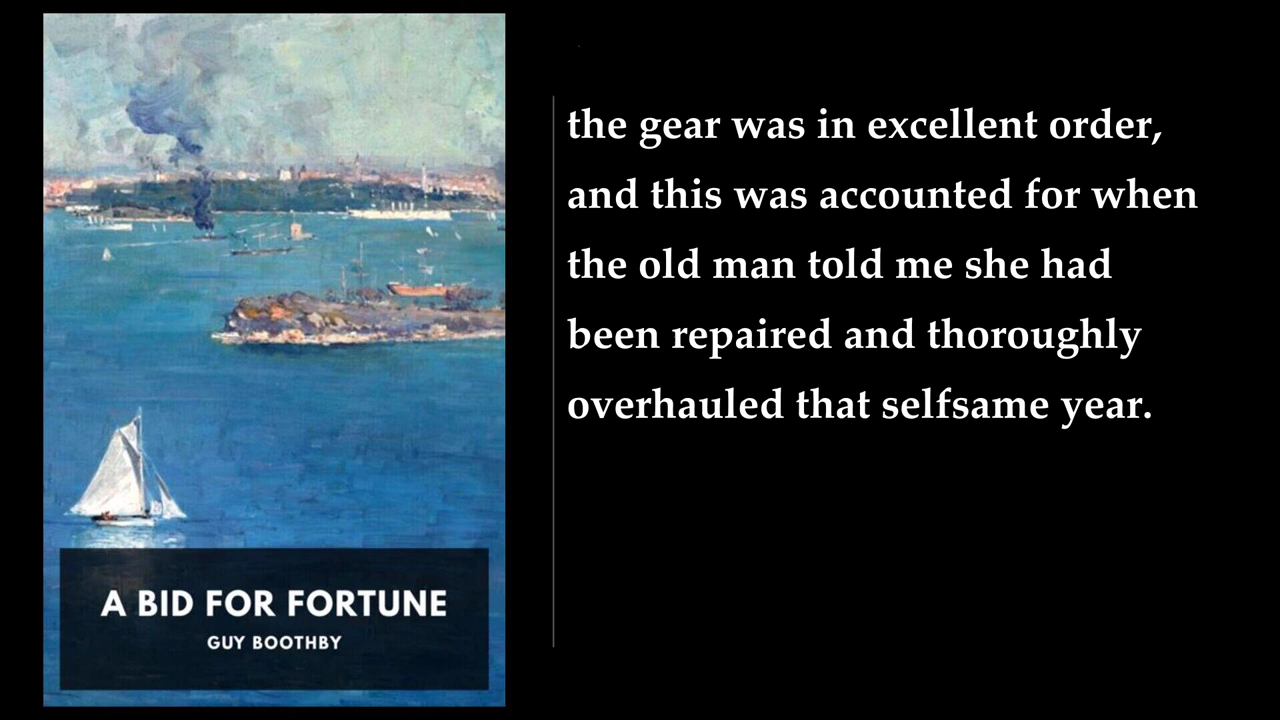 A BID FOR FORTUNE
GUY BOOTHBY
the gear was in excellent order,
and this was accounted for when
the old man told me she had
been repaired and thoroughly
overhauled that selfsame year.